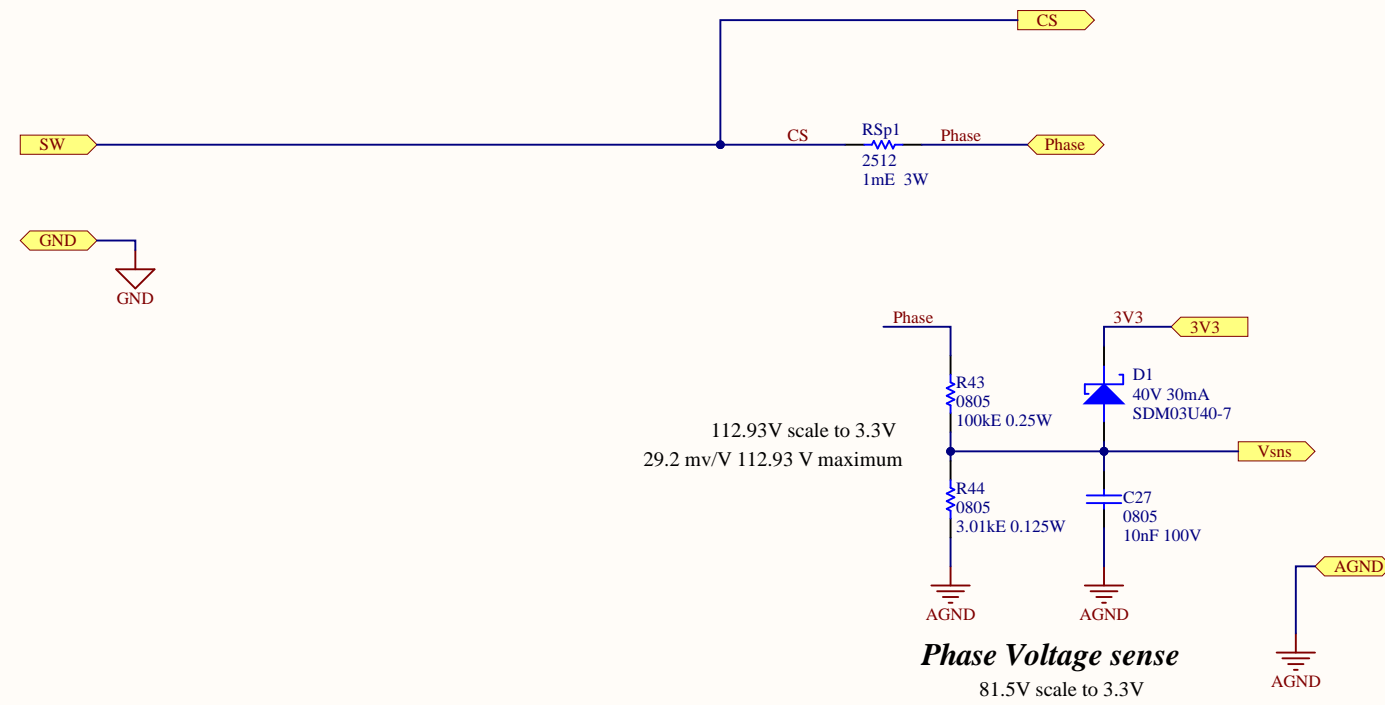 CS
SW
CS
RSp1
Phase
Phase
2512
1mE 3W
GND
GND
Phase
3V3
3V3
R43
0805
100kE 0.25W
D1
40V 30mA
SDM03U40-7
112.93V scale to 3.3V
29.2 mv/V 112.93 V maximum
Vsns
R44
0805
3.01kE 0.125W
C27
0805
10nF 100V
AGND
AGND
AGND
AGND
Phase Voltage sense
81.5V scale to 3.3V